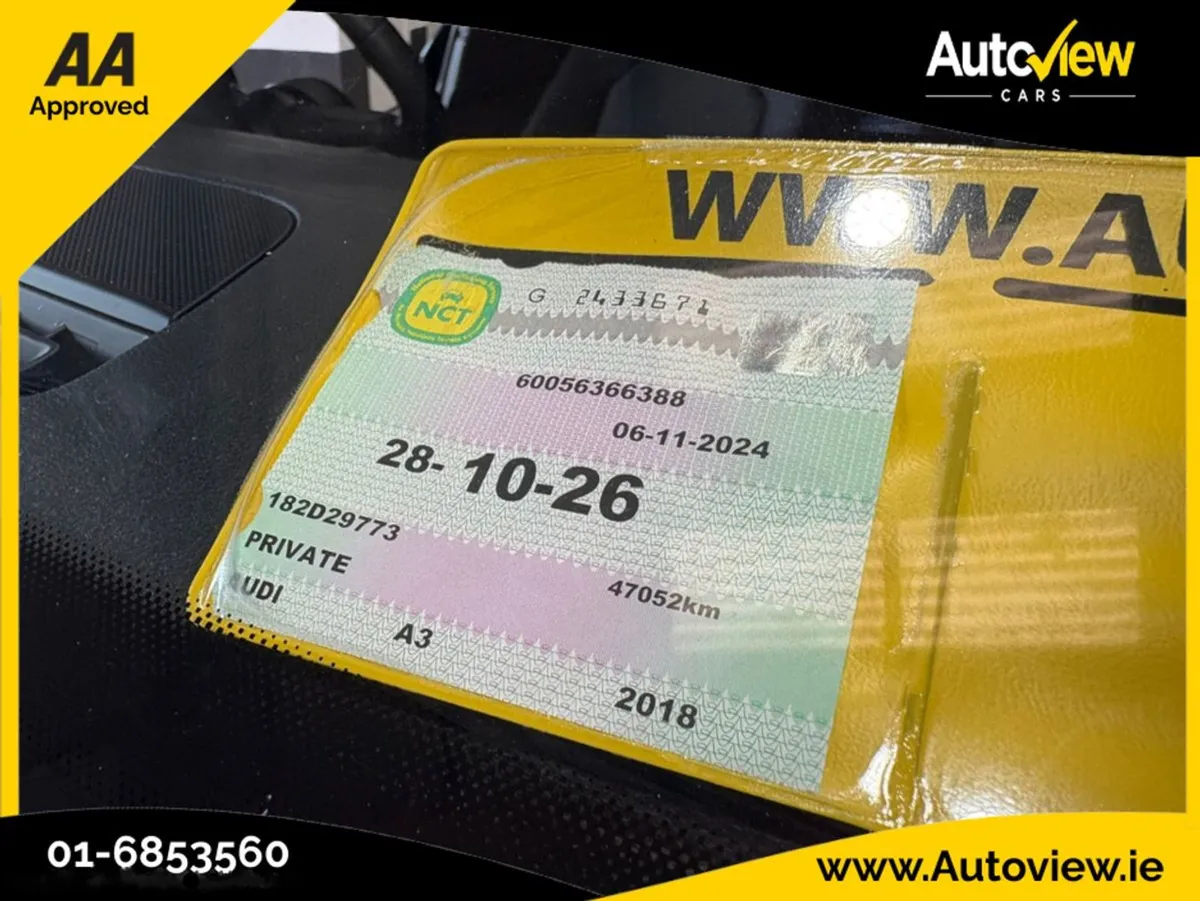 AA
Approved
Autoview
CARS
WWW.AU
NCT
G 2433671
60056366388
06-11-2024
28-10-26
182D29773
PRIVATE
47052km
UDI
A3
2018
01-6853560
www.Autoview.ie